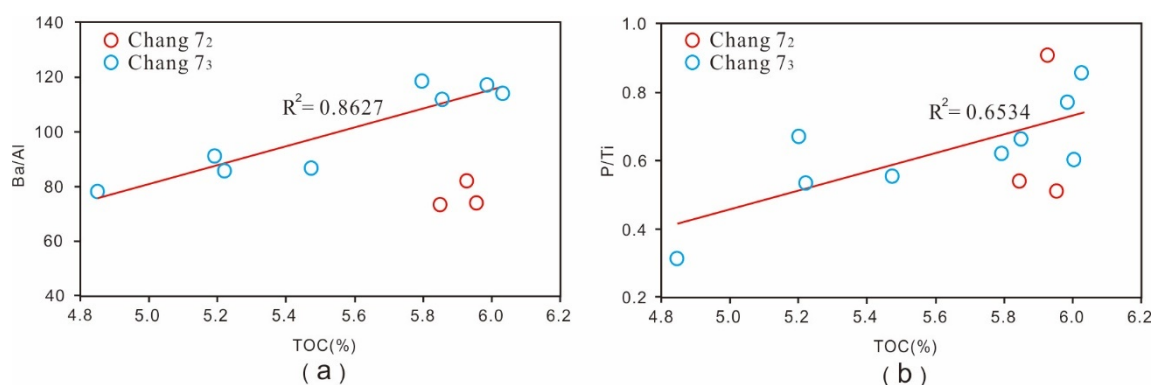 140
120
100
80
60
40
Ba/Al
Chang 7₂
Chang 7₃
R²= 0.8627
4.8 5.0 5.2 5.4 5.6 5.8 6.0 6.2
TOC(%)
(a)
1.0
0.8
0.6
0.4
0.2
P/Ti
Chang 7₂
Chang 7₃
R²= 0.6534
4.8 5.0 5.2 5.4 5.6 5.8 6.0 6.2
TOC(%)
(b)